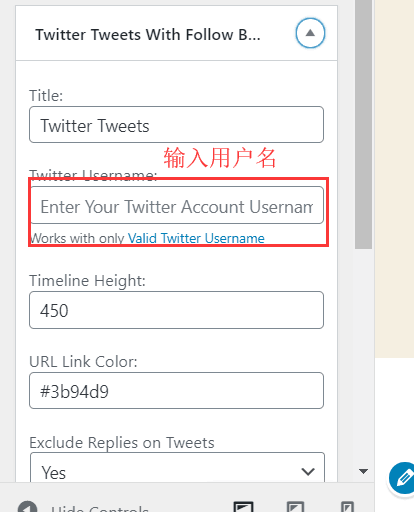 Twitter Tweets With Follow B...
Title:
Twitter Tweets
输入用户名
Twitter Username:
Enter Your Twitter Account Usernam
Works with only Valid Twitter Username
Timeline Height:
450
URL Link Color:
#3b94d9
Exclude Replies on Tweets
Yes
Hide Controls